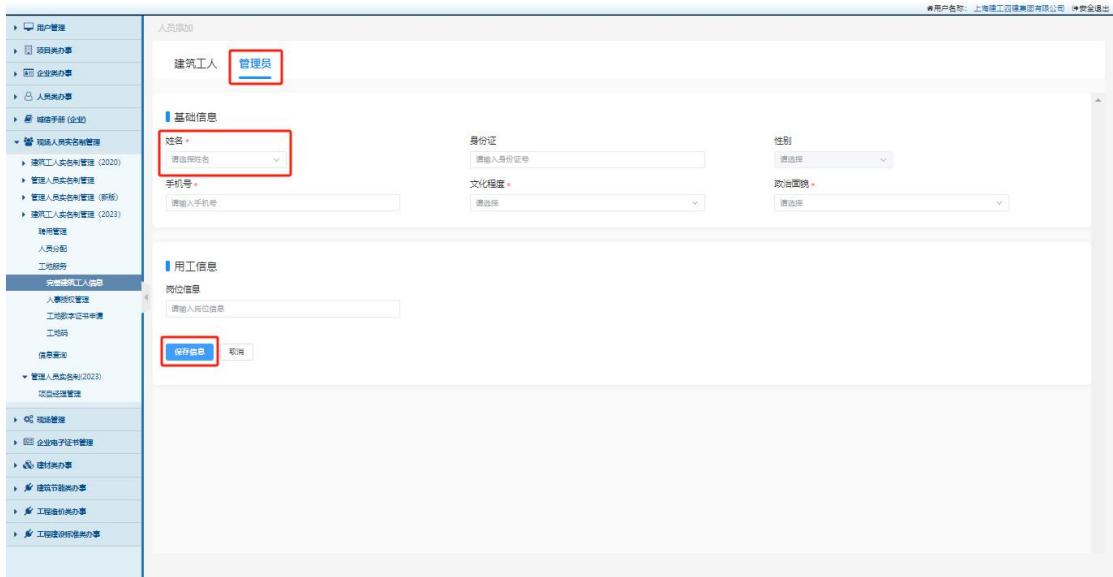 用户名称: 上海建工四建集团有限公司 安全退出
用户管理
项目类办事
企业类办事
人员类办事
诚信手册 (企业)
现场人员实名制管理
建筑工人实名制管理 (2020)
管理人员实名制管理
管理人员实名制管理 (新版)
建筑工人实名制管理 (2023)
聘用管理
人员分配
工地服务
完善建筑工人信息
人事授权管理
工地数字证书申请
工地码
信息查询
管理人员实名制(2023)
项目经理管理
现场管理
企业电子证书管理
建材类办事
建筑节能类办事
工程造价类办事
工程建设标准类办事
人员添加
建筑工人 管理员
基础信息
姓名 * 身份证 性别
请选择姓名 请输入身份证号 请选择
手机号 * 文化程度 * 政治面貌 *
请输入手机号 请选择 请选择
用工信息
岗位信息
请输入岗位信息
保存信息 取消